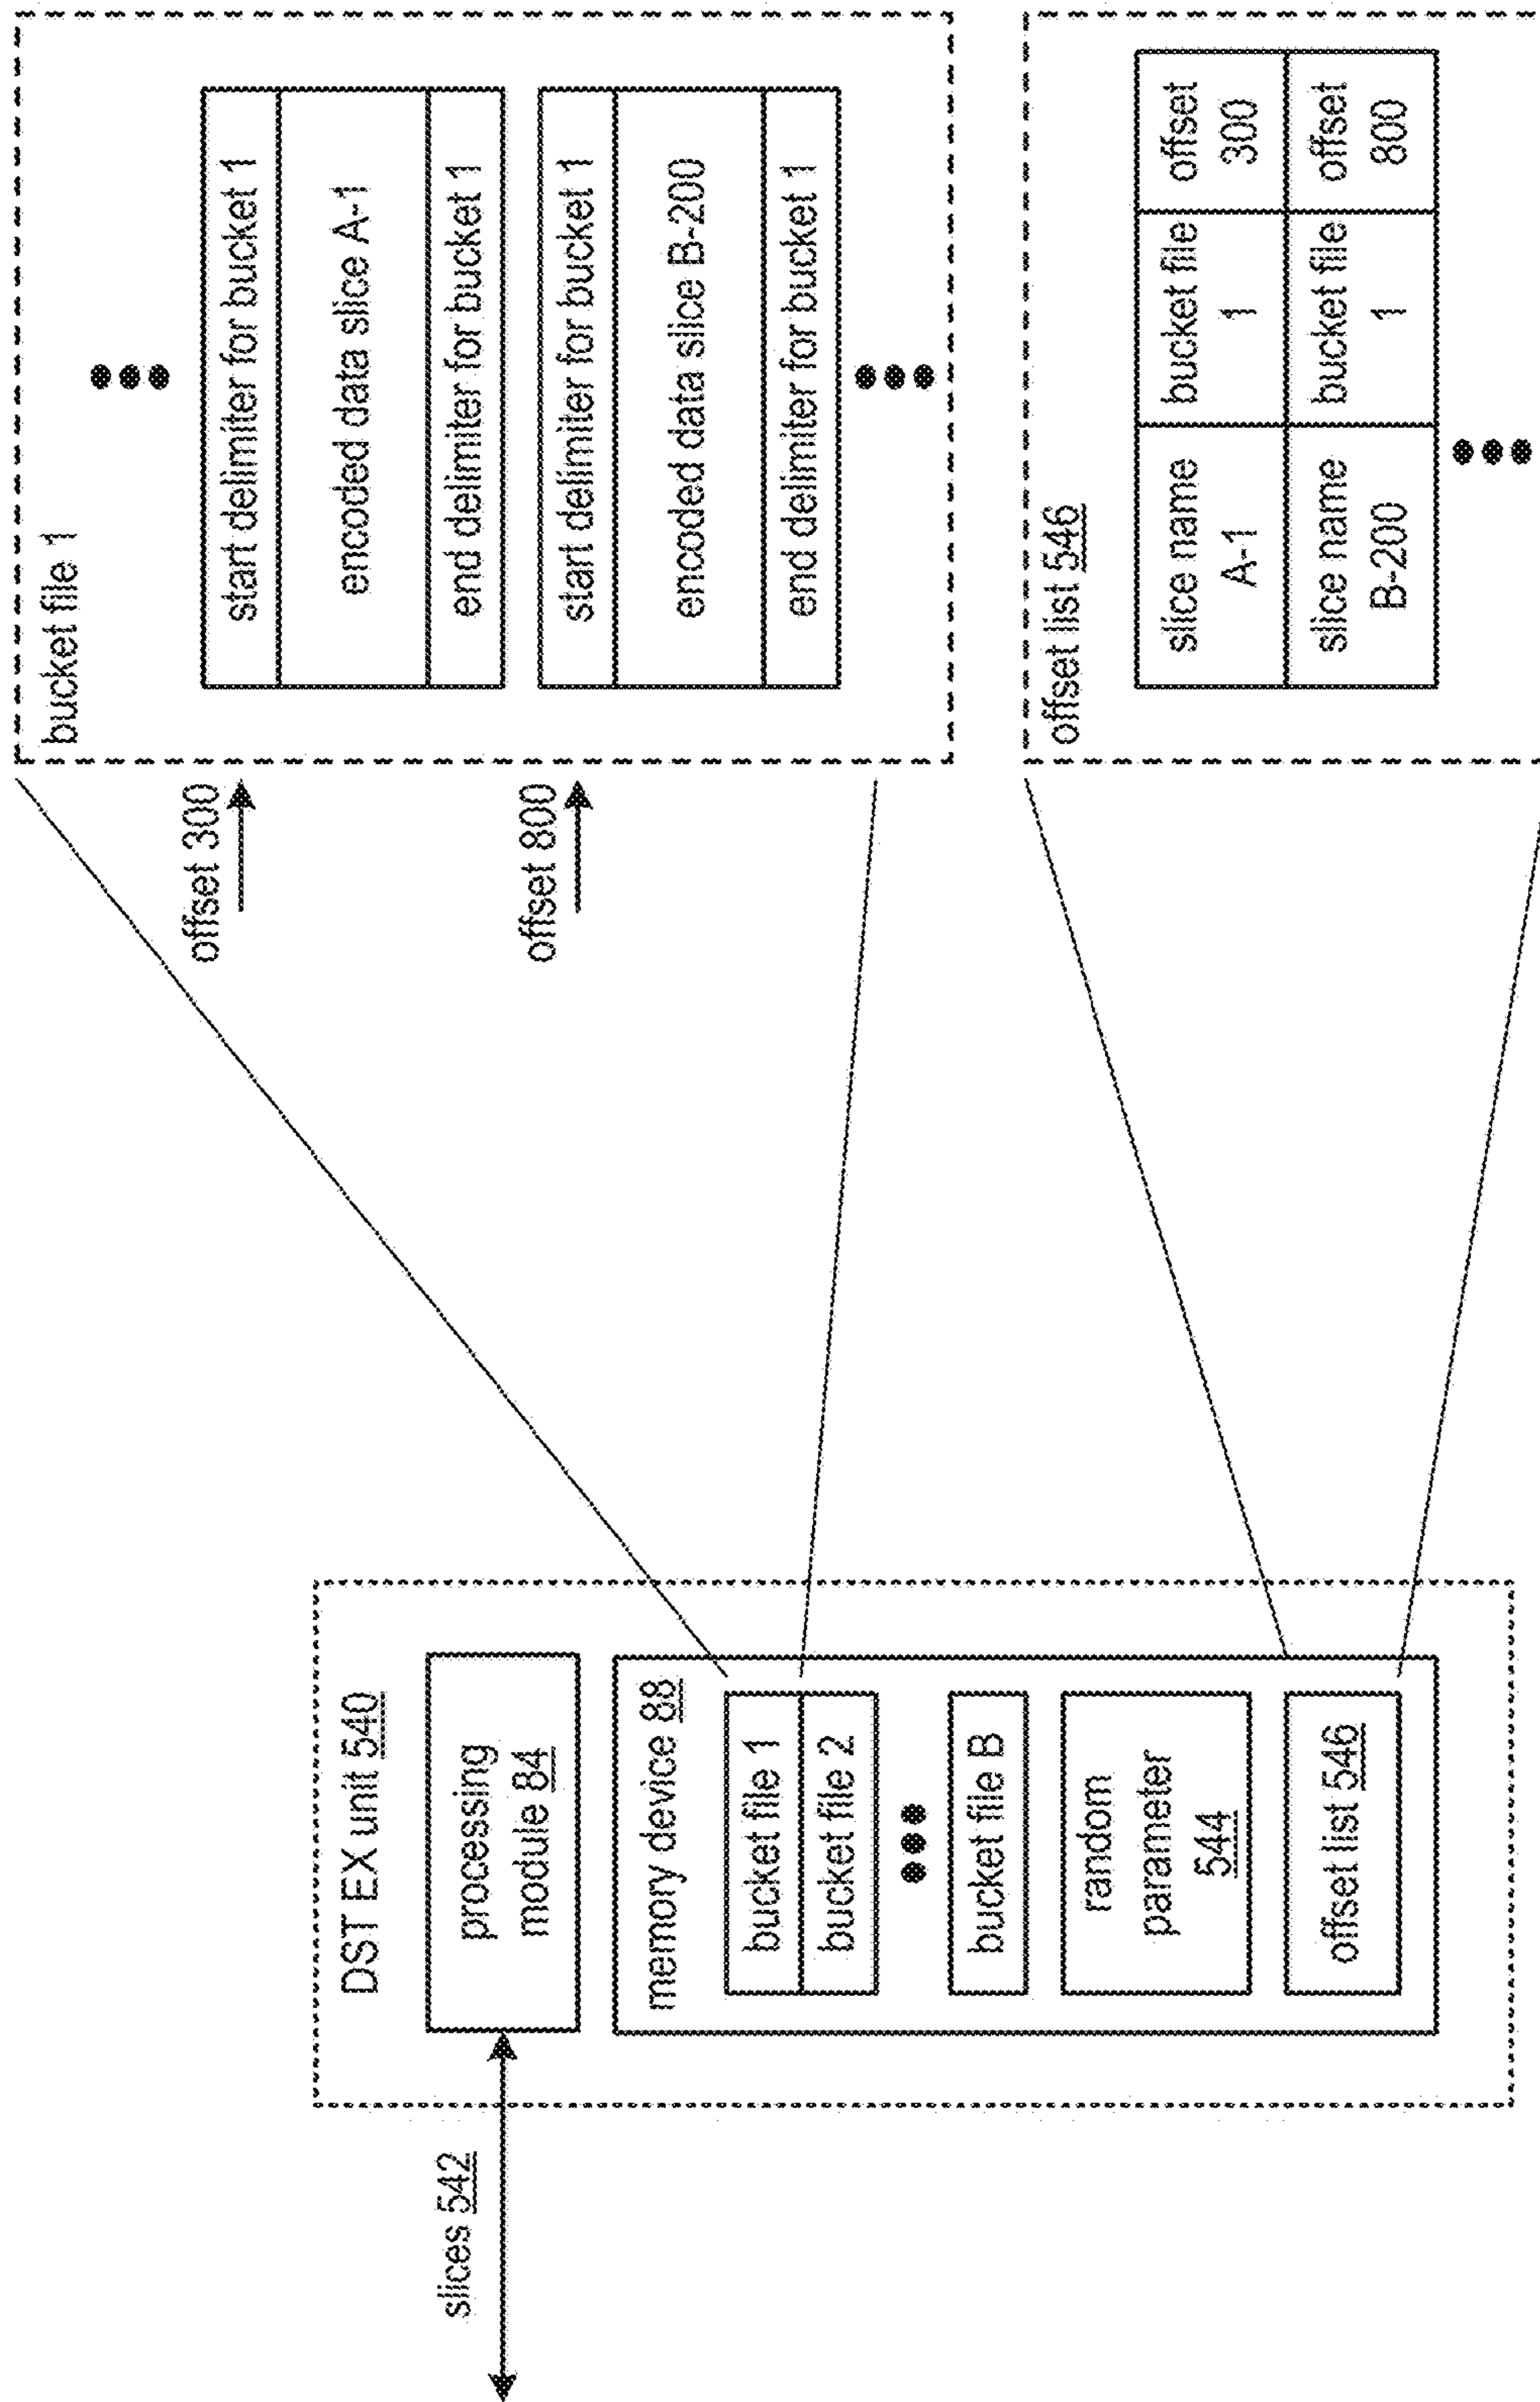 slices 542
DST EX unit 540
processing
module 84
memory device 88
bucket file 1
bucket file 2
bucket file B
random
parameter
544
offset list 546
offset 300
offset 800
bucket file 1
start delimiter for bucket 1
encoded data slice A-1
end delimiter for bucket 1
start delimiter for bucket 1
encoded data slice B-200
end delimiter for bucket 1
offset list 546
slice name
A-1
bucket file
1
offset
300
slice name
B-200
bucket file
1
offset
800